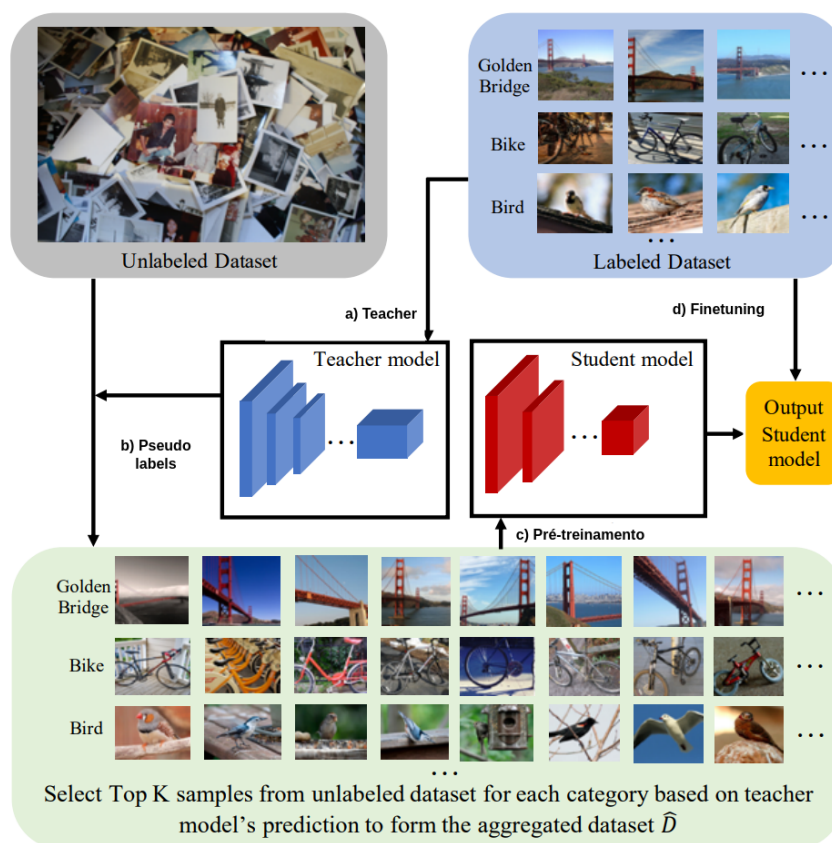 Golden
Bridge
...
Bike
...
Bird
...
...
Unlabeled Dataset
Labeled Dataset
a) Teacher
d) Finetuning
Teacher model
...
Student model
...
Output
Student
model
b) Pseudo
labels
c) Pré-treinamento
Golden
Bridge
...
Bike
...
Bird
...
...
Select Top K samples from unlabeled dataset for each category based on teacher
model's prediction to form the aggregated dataset D̂